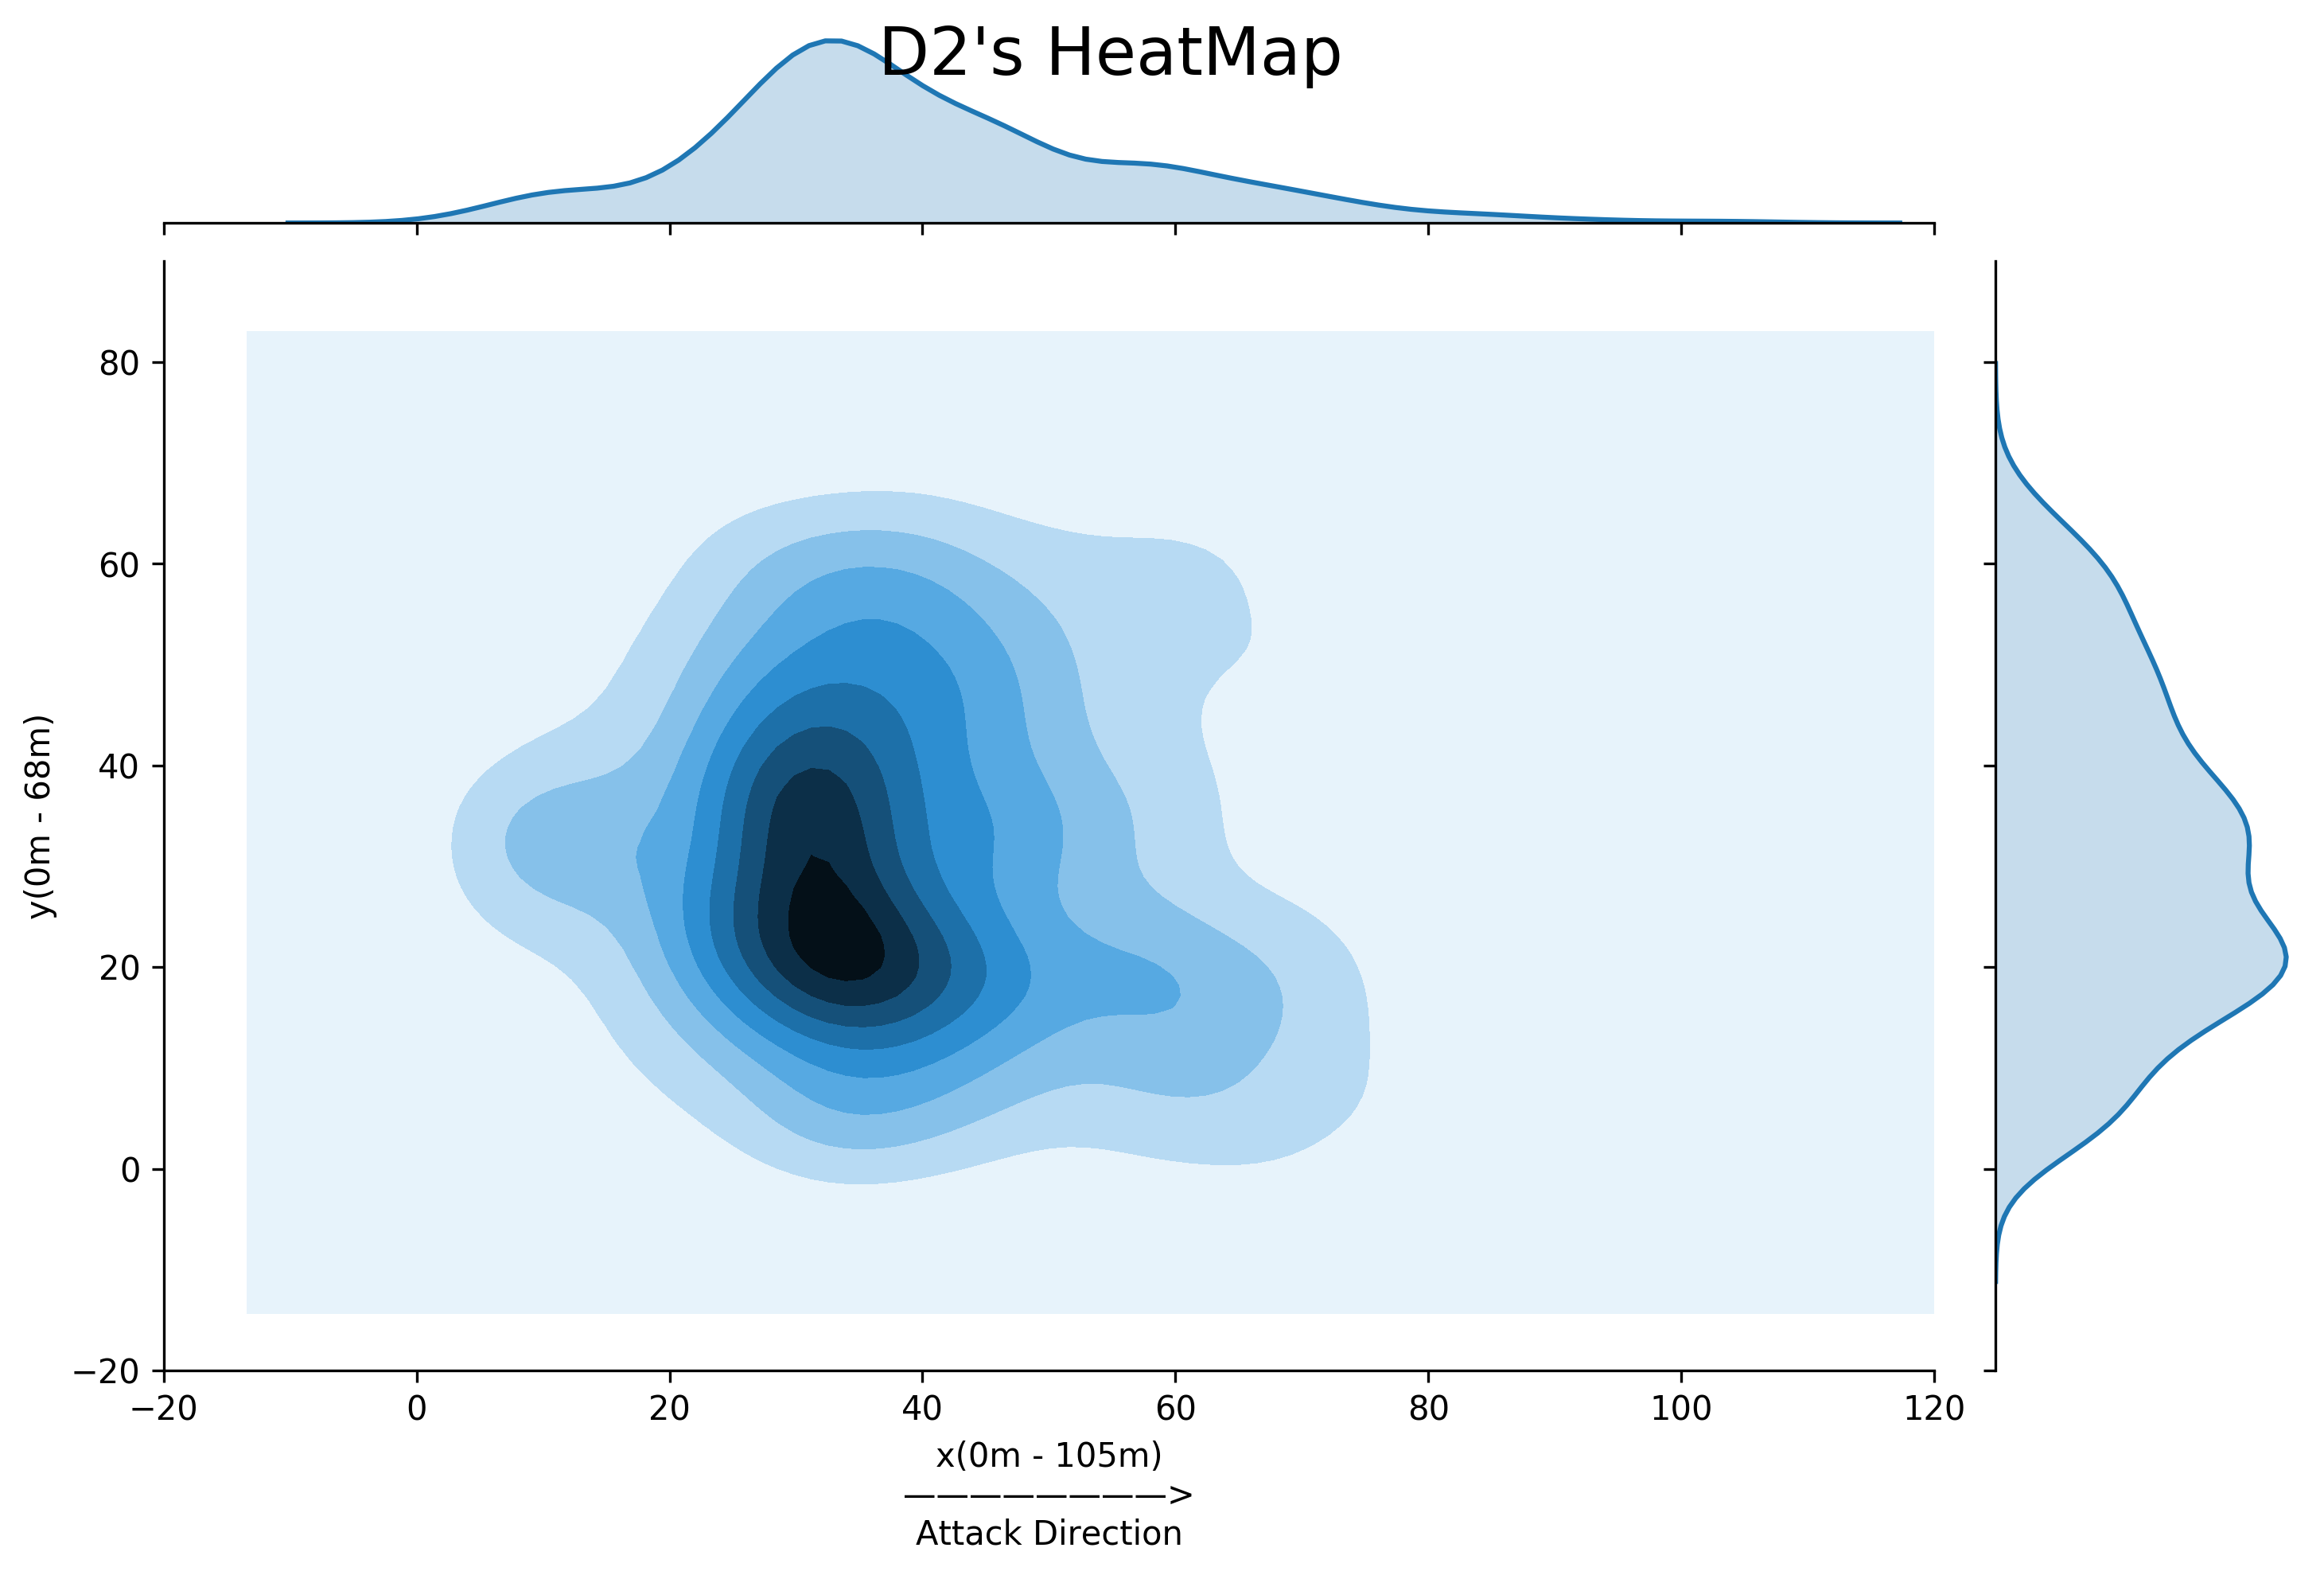 D2's HeatMap
80
60
40
20
0
−20
y(0m - 68m)
−20 0 20 40 60 80 100 120
x(0m - 105m)
————————>
Attack Direction